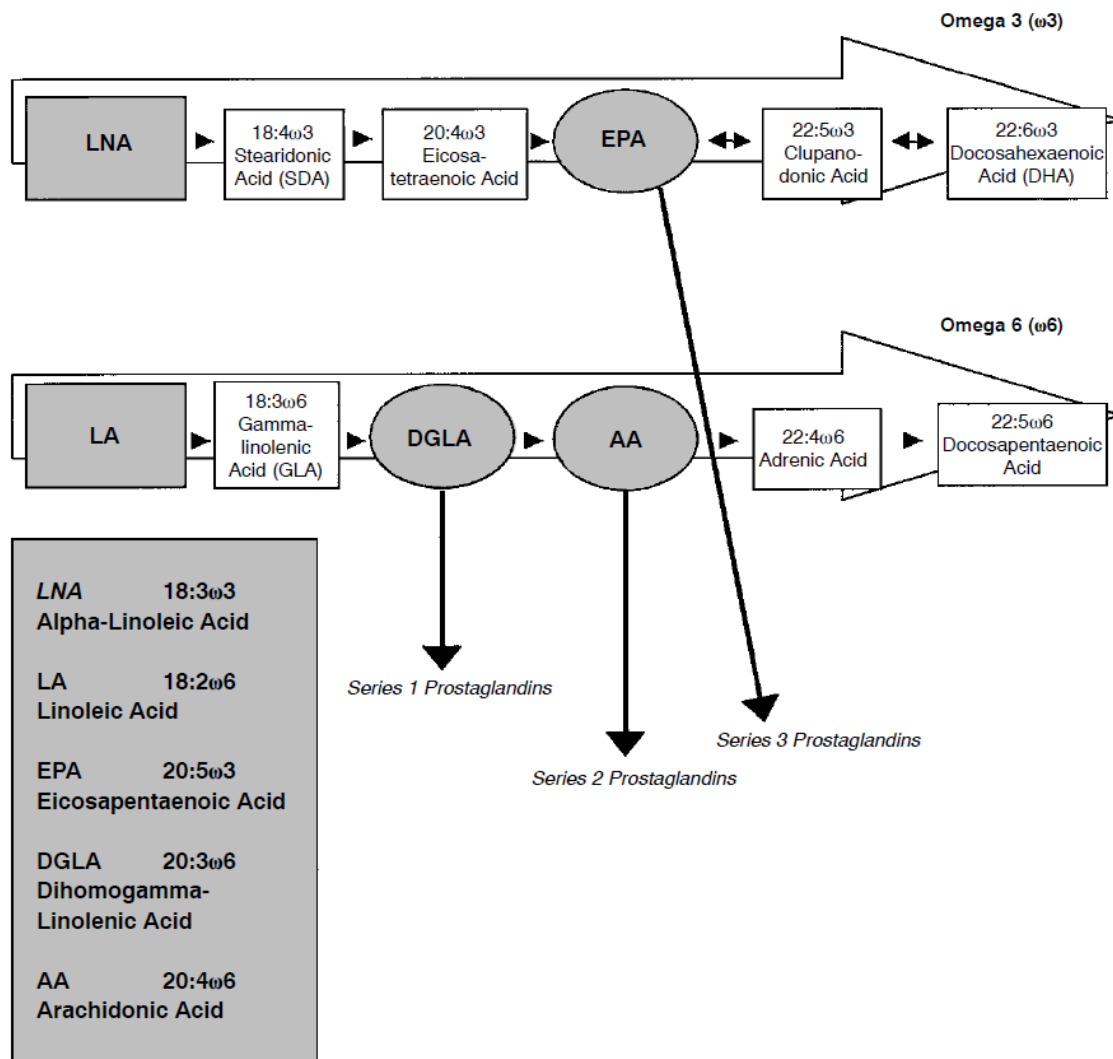 Omega 3 (ω3)
LNA
18:4ω3
Stearidonic
Acid (SDA)
20:4ω3
Eicosa-
tetraenoic Acid
EPA
22:5ω3
Clupano-
donic Acid
22:6ω3
Docosahexaenoic
Acid (DHA)
Omega 6 (ω6)
LA
18:3ω6
Gamma-
linolenic
Acid (GLA)
DGLA
AA
22:4ω6
Adrenic Acid
22:5ω6
Docosapentaenoic
Acid
Series 1 Prostaglandins
Series 2 Prostaglandins
Series 3 Prostaglandins
LNA 18:3ω3
Alpha-Linoleic Acid
LA 18:2ω6
Linoleic Acid
EPA 20:5ω3
Eicosapentaenoic Acid
DGLA 20:3ω6
Dihomogamma-
Linolenic Acid
AA 20:4ω6
Arachidonic Acid